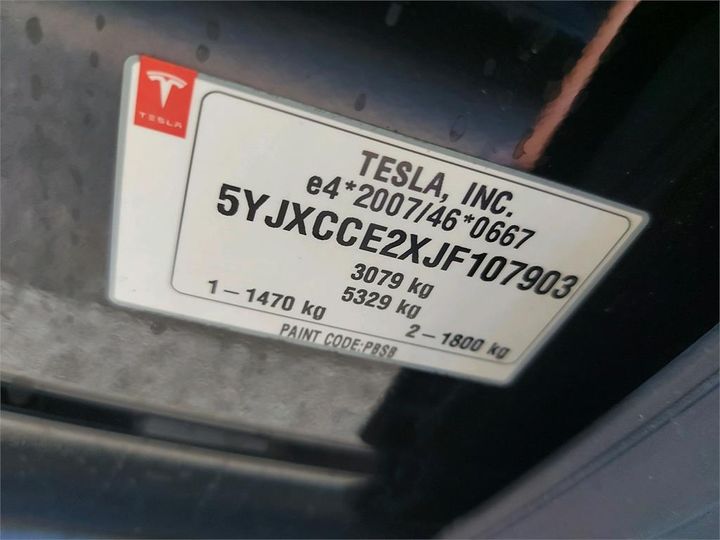 TESLA
TESLA, INC.
e4*2007/46*0667
5YJXCCE2XJF107903
3079 kg
5329 kg
1 – 1470 kg
2 – 1800 kg
PAINT CODE:PBSB